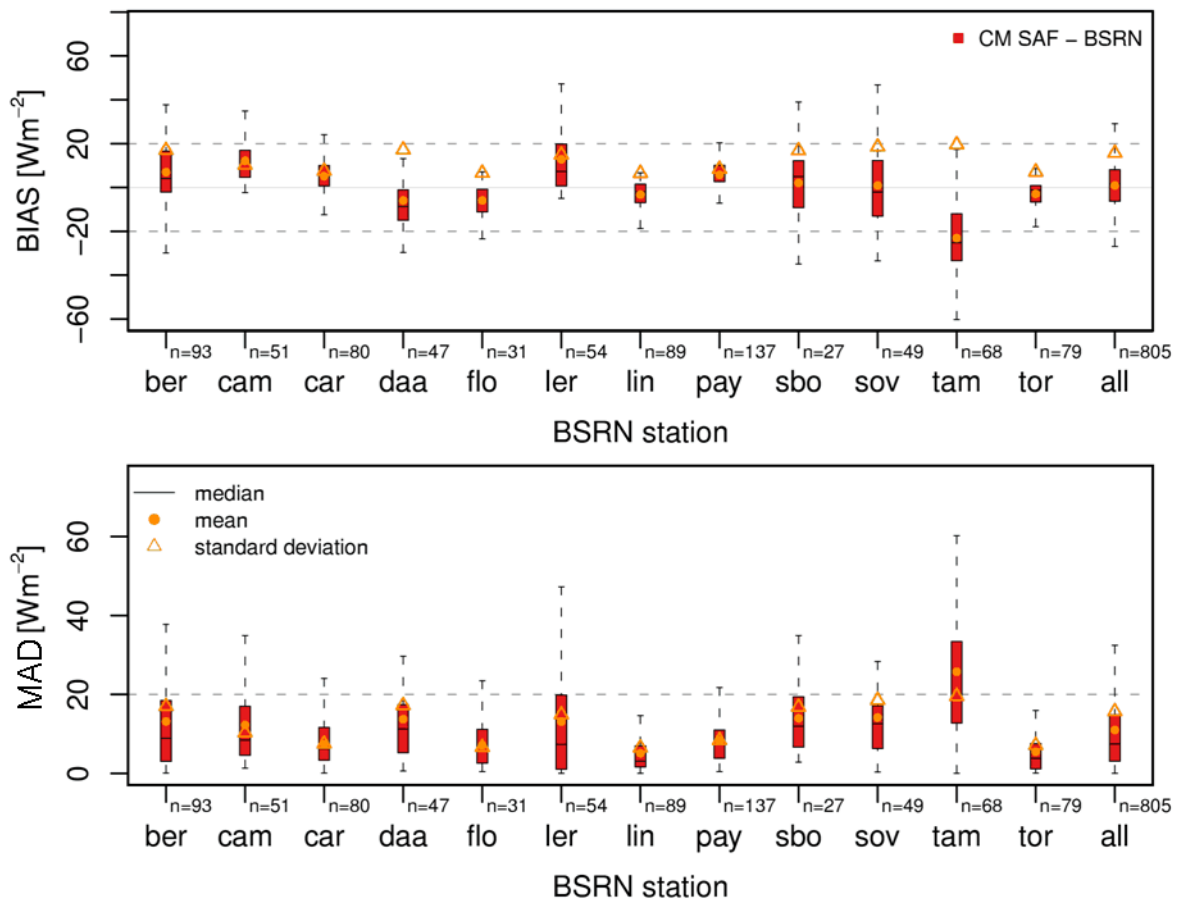 CM SAF − BSRN
BIAS [Wm−2]
60
20
−20
−60
n=93 n=51 n=80 n=47 n=31 n=54 n=89 n=137 n=27 n=49 n=68 n=79 n=805
ber cam car daa flo ler lin pay sbo sov tam tor all
BSRN station
median
mean
standard deviation
MAD [Wm−2]
60
40
20
0
n=93 n=51 n=80 n=47 n=31 n=54 n=89 n=137 n=27 n=49 n=68 n=79 n=805
ber cam car daa flo ler lin pay sbo sov tam tor all
BSRN station